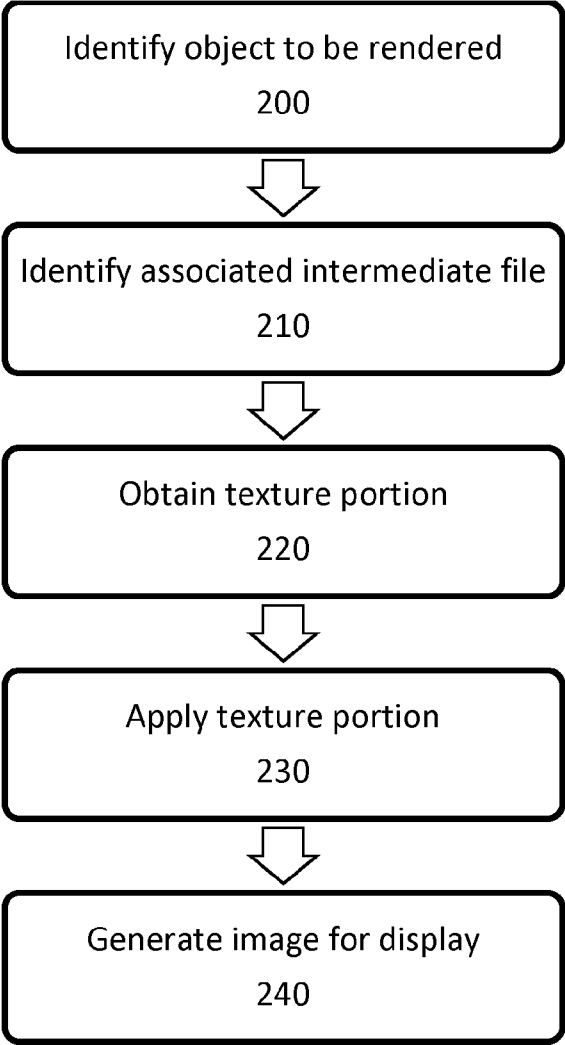 Identify object to be rendered
200
Identify associated intermediate file
210
Obtain texture portion
220
Apply texture portion
230
Generate image for display
240